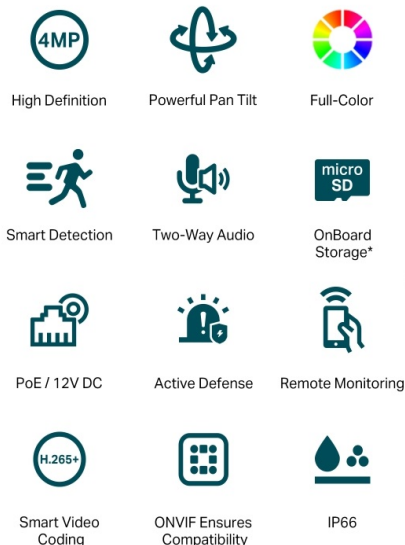 4MP
High Definition
Powerful Pan Tilt
Full-Color
Smart Detection
Two-Way Audio
micro
SD
OnBoard
Storage*
PoE / 12V DC
Active Defense
Remote Monitoring
H.265+
Smart Video
Coding
ONVIF Ensures
Compatibility
IP66